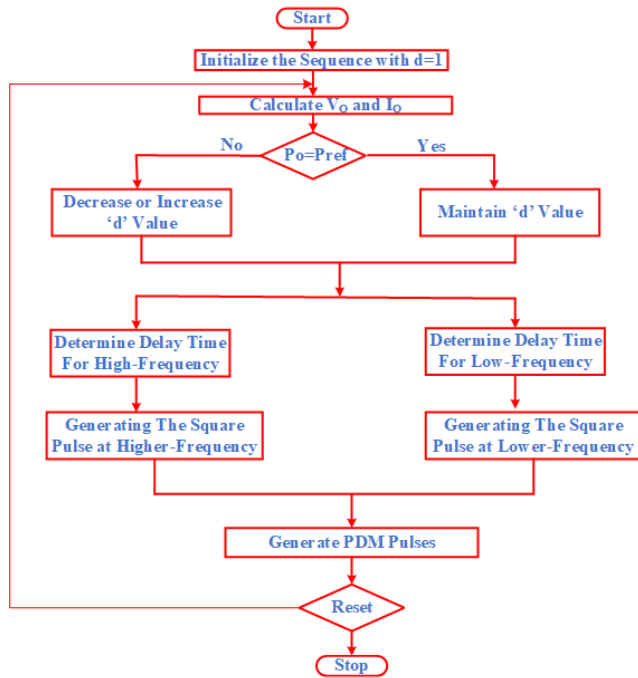 Start
Initialize the Sequence with d=1
Calculate VO and IO
No
Po=Pref
Yes
Decrease or Increase
‘d’ Value
Maintain ‘d’ Value
Determine Delay Time
For High-Frequency
Determine Delay Time
For Low-Frequency
Generating The Square
Pulse at Higher-Frequency
Generating The Square
Pulse at Lower-Frequency
Generate PDM Pulses
Reset
Stop